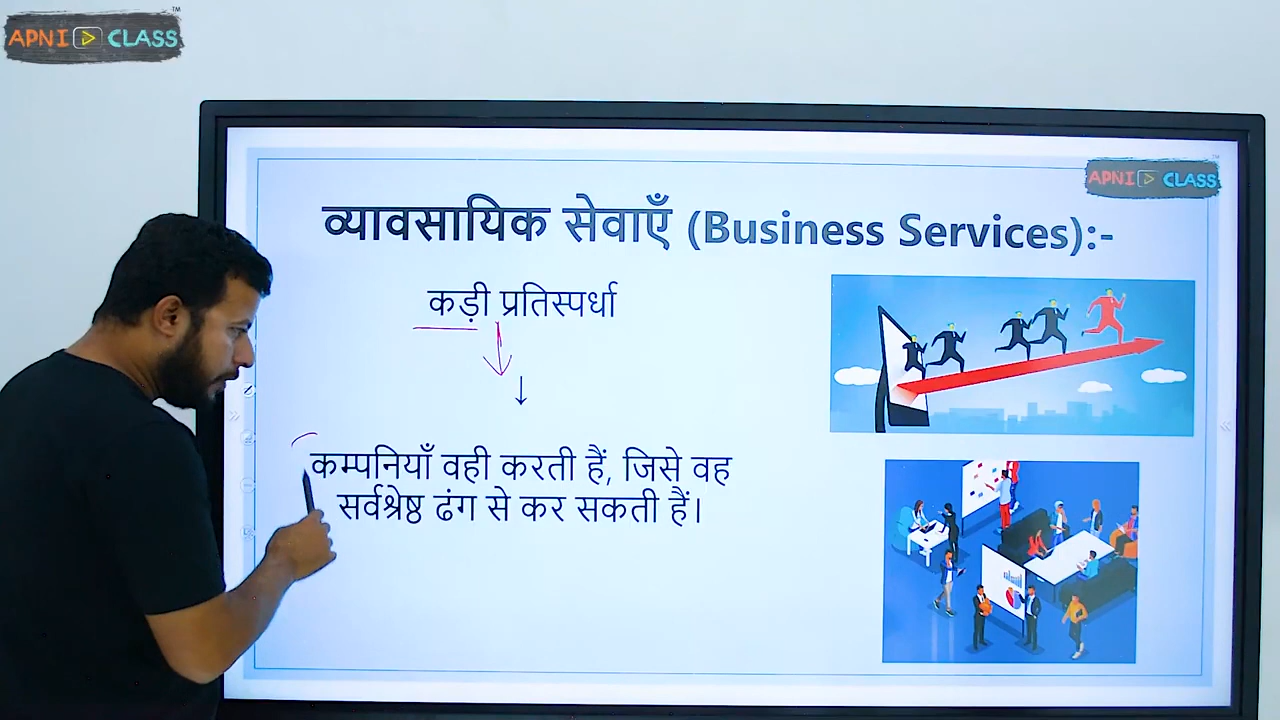 APNI CLASS
TM
APNI CLASS
व्यावसायिक सेवाएँ (Business Services):-
कड़ी प्रतिस्पर्धा
↓
कम्पनियाँ वही करती हैं, जिसे वह
सर्वश्रेष्ठ ढंग से कर सकती हैं।